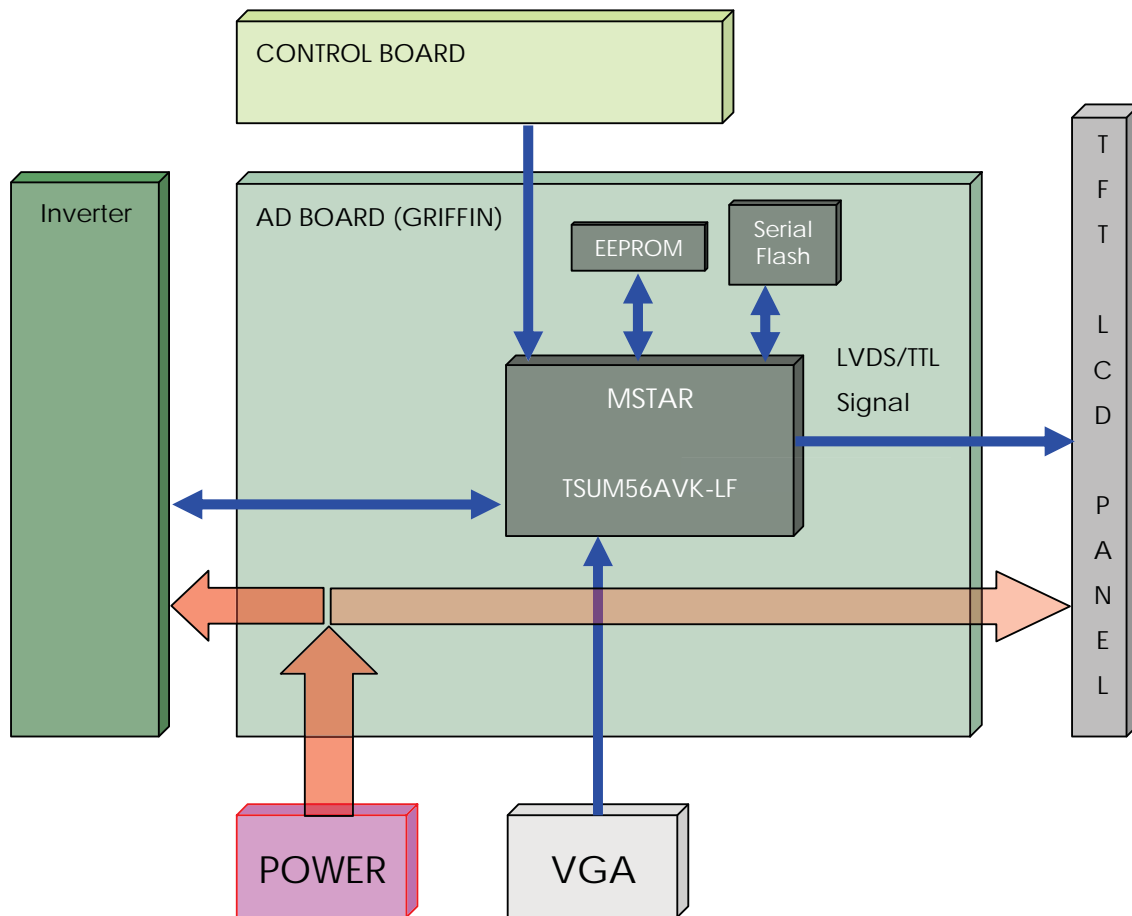 CONTROL BOARD
Inverter
AD BOARD (GRIFFIN)
EEPROM
Serial
Flash
MSTAR
TSUM56AVK-LF
LVDS/TTL
Signal
T
F
T
L
C
D
P
A
N
E
L
POWER
VGA